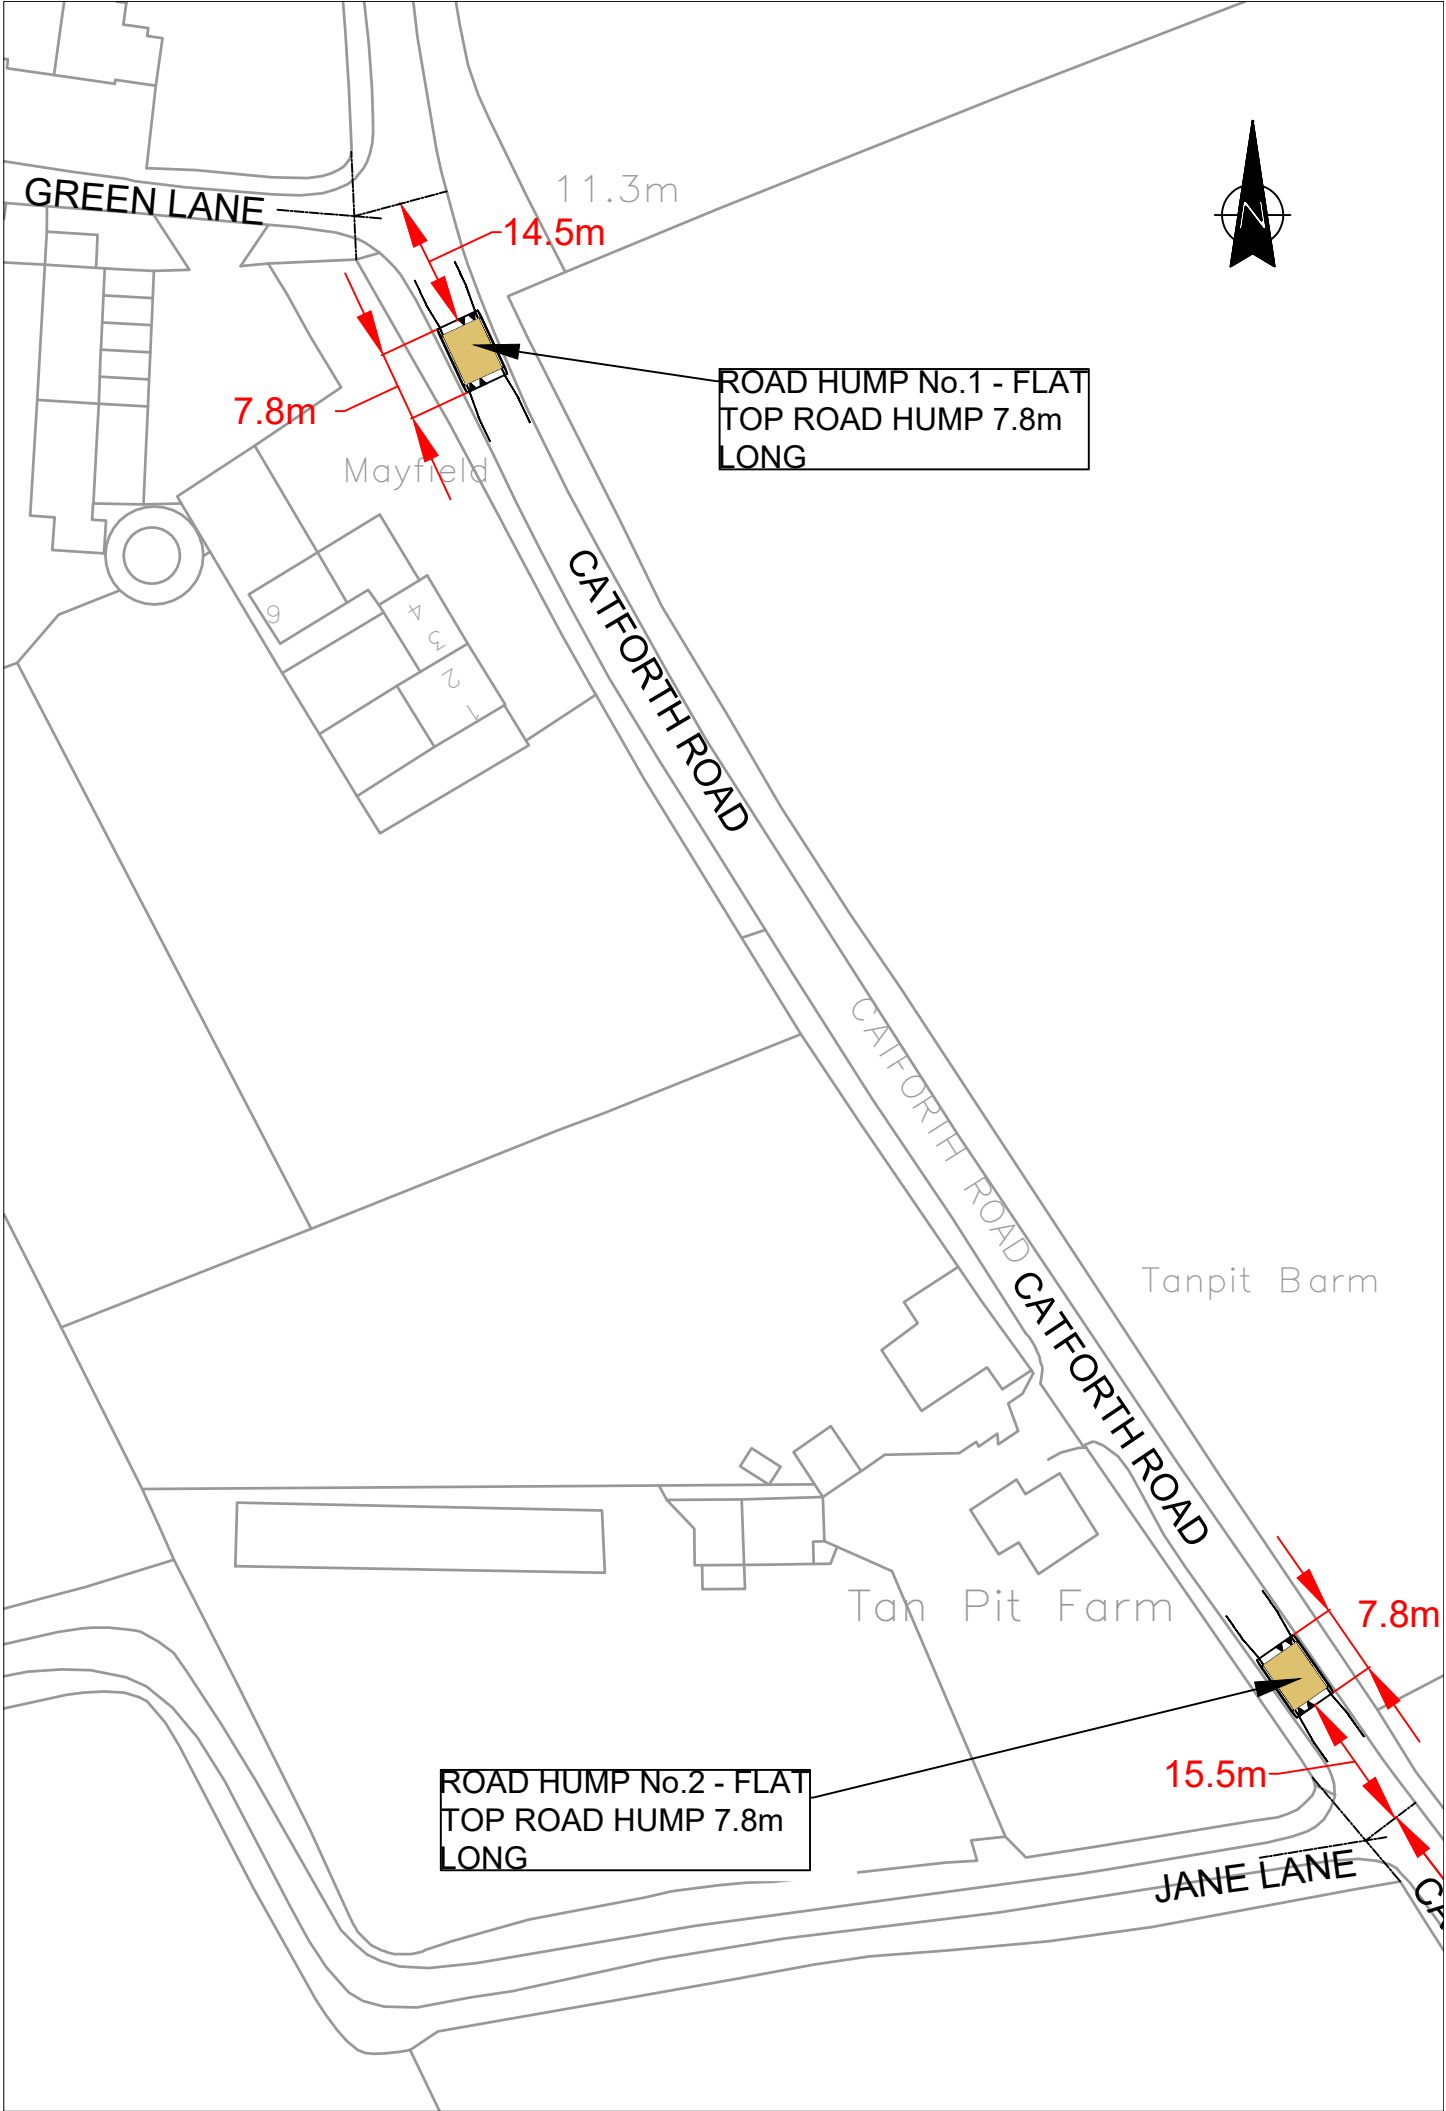 GREEN LANE
11.3m
14.5m
N
7.8m
ROAD HUMP No.1 - FLAT
TOP ROAD HUMP 7.8m
LONG
Mayfield
CATFORTH ROAD
6
4
3
2
1
CATFORTH ROAD
Tanpit Barm
CATFORTH ROAD
Tan Pit Farm
7.8m
15.5m
ROAD HUMP No.2 - FLAT
TOP ROAD HUMP 7.8m
LONG
JANE LANE
CA